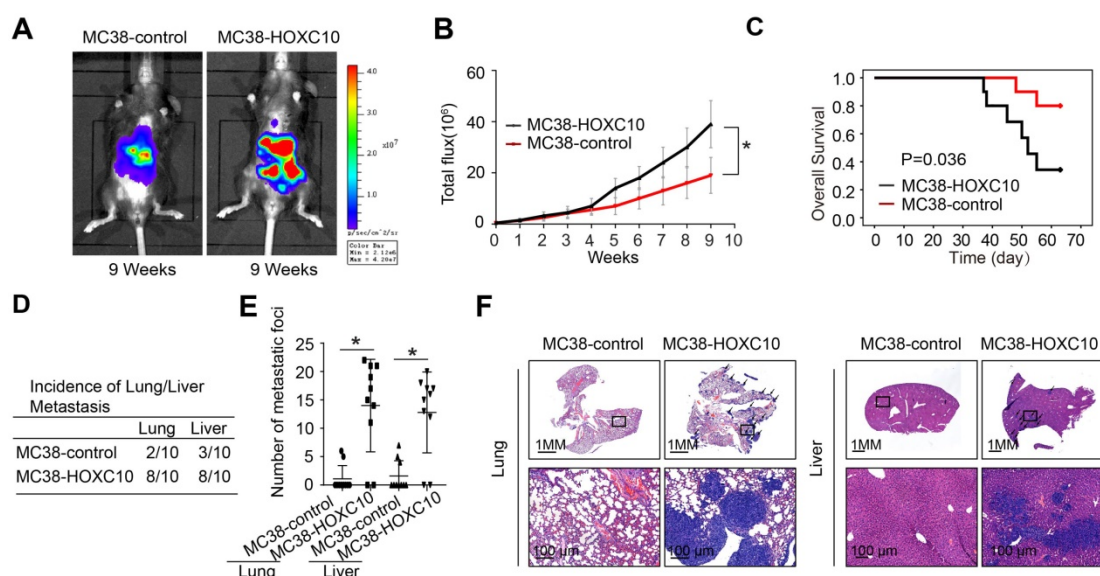 A
MC38-control MC38-HOXC10
4.0
3.0
x10⁷
2.0
1.0
p/sec/cm^2/sr
Color Bar
Min = 2.12e6
Max = 4.20e7
9 Weeks 9 Weeks
B
Total flux(10⁶)
60
40
20
0
MC38-HOXC10
MC38-control
*
0 1 2 3 4 5 6 7 8 9 10
Weeks
C
Overall Survival
1.0
0.8
0.6
0.4
0.2
0.0
P=0.036
MC38-HOXC10
MC38-control
0 10 20 30 40 50 60 70
Time (day)
D
Incidence of Lung/Liver
Metastasis
Lung Liver
MC38-control 2/10 3/10
MC38-HOXC10 8/10 8/10
E
Number of metastatic foci
25
20
15
10
5
0
* *
MC38-control
MC38-HOXC10
MC38-control
MC38-HOXC10
Lung Liver
F
MC38-control MC38-HOXC10
Lung
1MM 1MM
100 μm 100 μm
MC38-control MC38-HOXC10
Liver
1MM 1MM
100 μm 100 μm